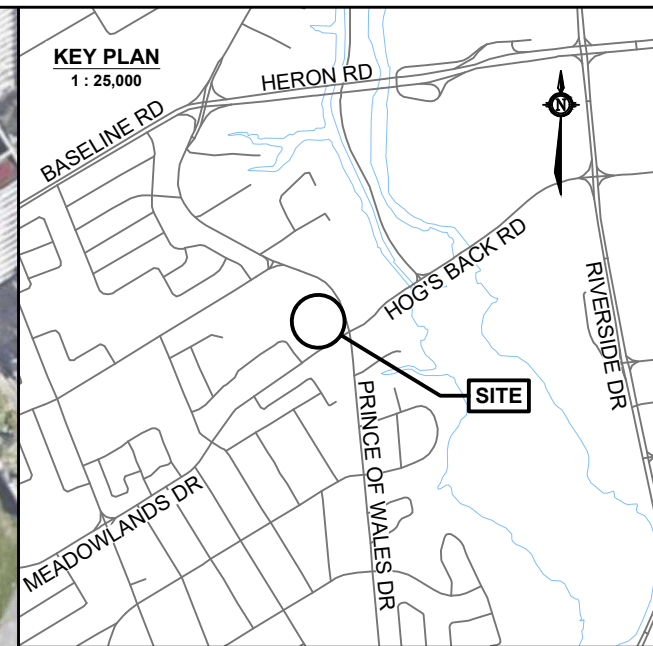 KEY PLAN
1 : 25,000
HERON RD
BASELINE RD
N
HOG'S BACK RD
RIVERSIDE DR
SITE
PRINCE OF WALES DR
MEADOWLANDS DR